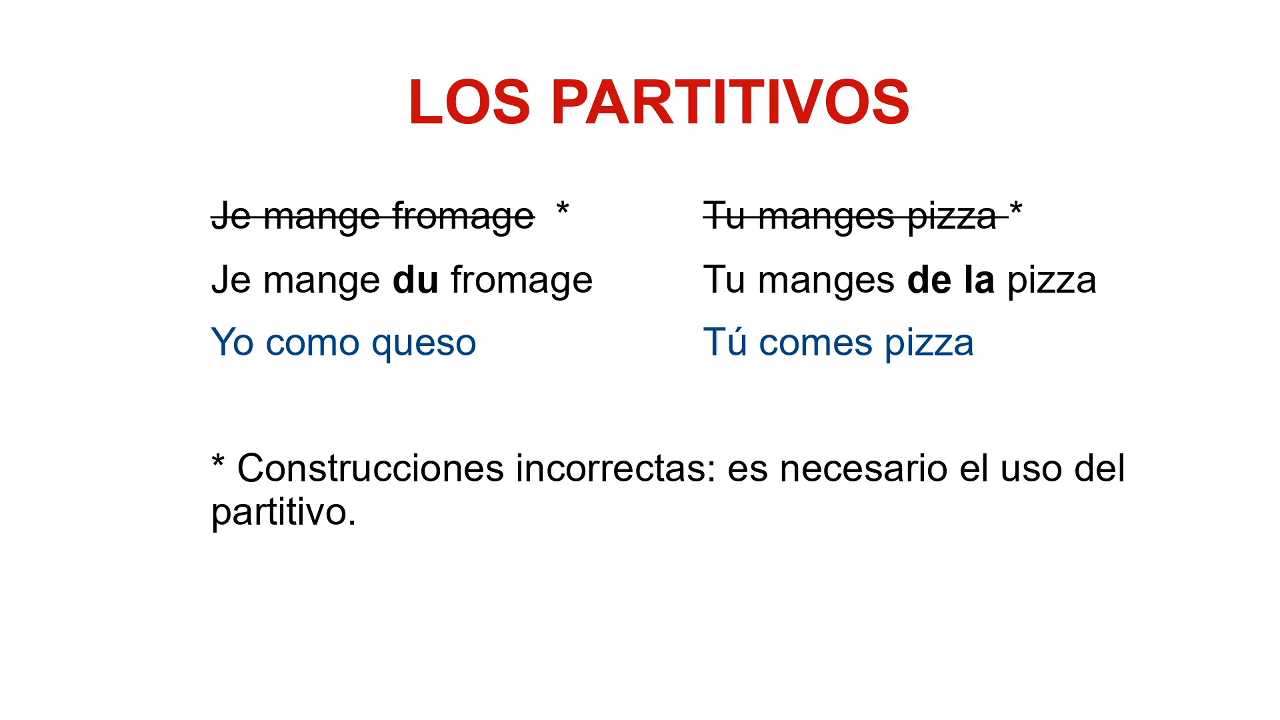 LOS PARTITIVOS
Je mange fromage *
Tu manges pizza *
Je mange du fromage
Tu manges de la pizza
Yo como queso
Tú comes pizza
* Construcciones incorrectas: es necesario el uso del
partitivo.